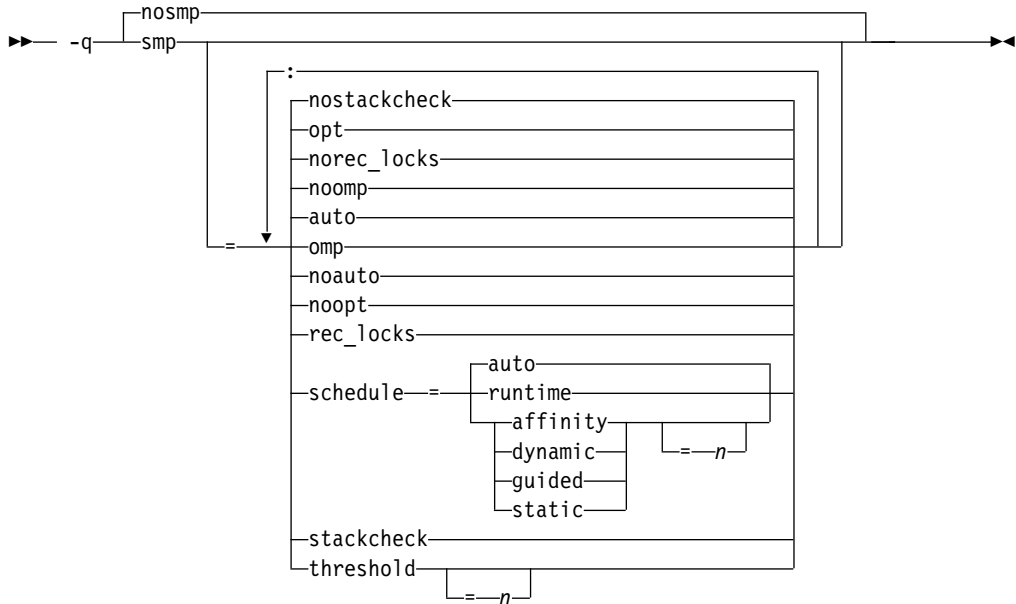 nosmp
-q smp
:
nostackcheck
opt
norec_locks
noomp
auto
= omp
noauto
noopt
rec_locks
auto
schedule = runtime
affinity
dynamic = n
guided
static
stackcheck
threshold
= n